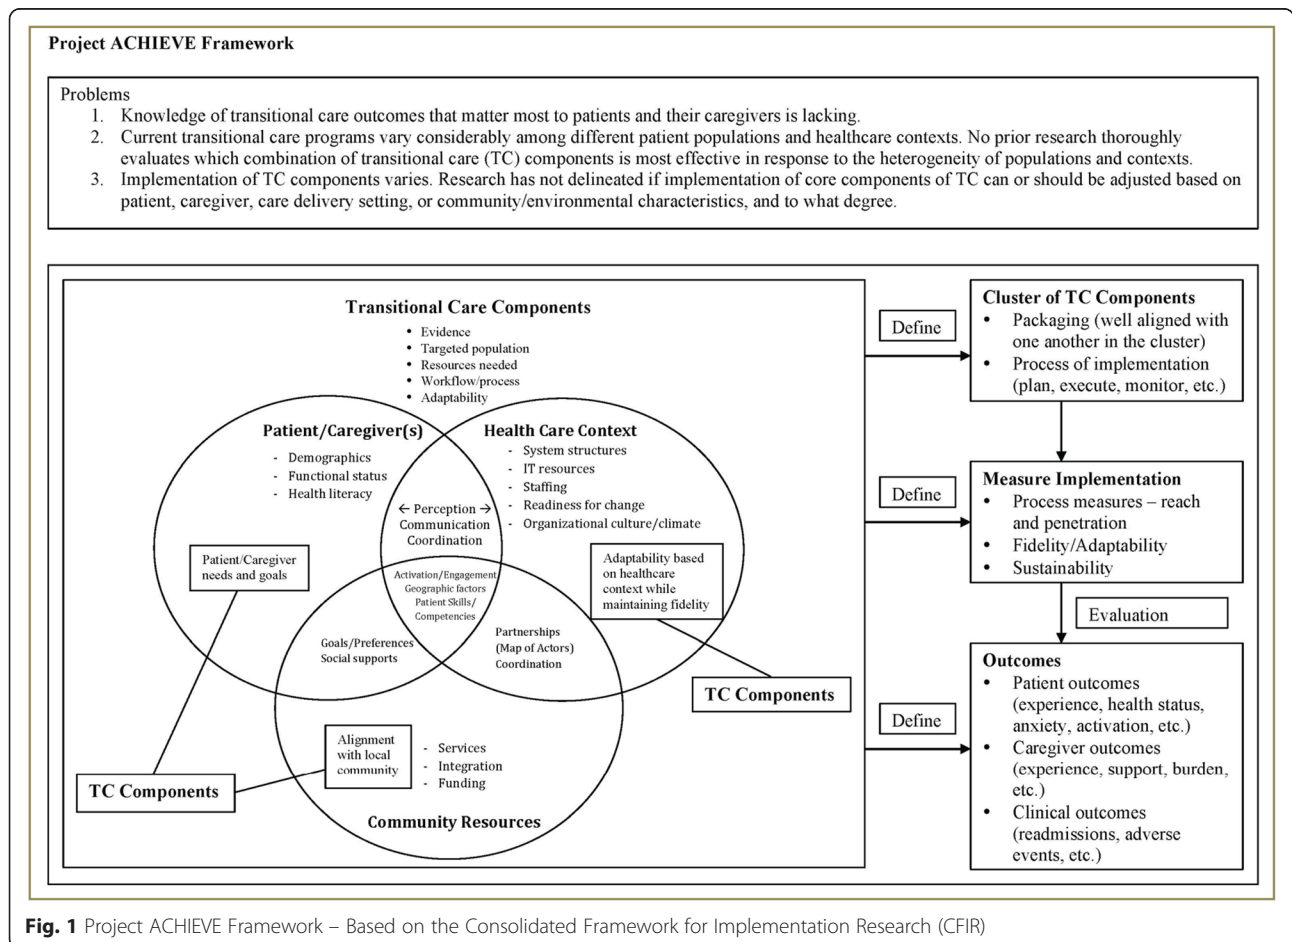 Project ACHIEVE Framework
Problems
1. Knowledge of transitional care outcomes that matter most to patients and their caregivers is lacking.
2. Current transitional care programs vary considerably among different patient populations and healthcare contexts. No prior research thoroughly
evaluates which combination of transitional care (TC) components is most effective in response to the heterogeneity of populations and contexts.
3. Implementation of TC components varies. Research has not delineated if implementation of core components of TC can or should be adjusted based on
patient, caregiver, care delivery setting, or community/environmental characteristics, and to what degree.
Transitional Care Components
• Evidence
• Targeted population
• Resources needed
• Workflow/process
• Adaptability
Patient/Caregiver(s)
- Demographics
- Functional status
- Health literacy
Health Care Context
- System structures
- IT resources
- Staffing
- Readiness for change
- Organizational culture/climate
← Perception →
Communication
Coordination
Patient/Caregiver
needs and goals
Adaptability based
on healthcare
context while
maintaining fidelity
Activation/Engagement
Geographic factors
Patient Skills/
Competencies
Goals/Preferences
Social supports
Partnerships
(Map of Actors)
Coordination
TC Components
Alignment
with local
community
- Services
- Integration
- Funding
TC Components
Community Resources
Define
Cluster of TC Components
• Packaging (well aligned with
one another in the cluster)
• Process of implementation
(plan, execute, monitor, etc.)
Define
Measure Implementation
• Process measures – reach
and penetration
• Fidelity/Adaptability
• Sustainability
Evaluation
Define
Outcomes
• Patient outcomes
(experience, health status,
anxiety, activation, etc.)
• Caregiver outcomes
(experience, support, burden,
etc.)
• Clinical outcomes
(readmissions, adverse
events, etc.)
Fig. 1 Project ACHIEVE Framework – Based on the Consolidated Framework for Implementation Research (CFIR)